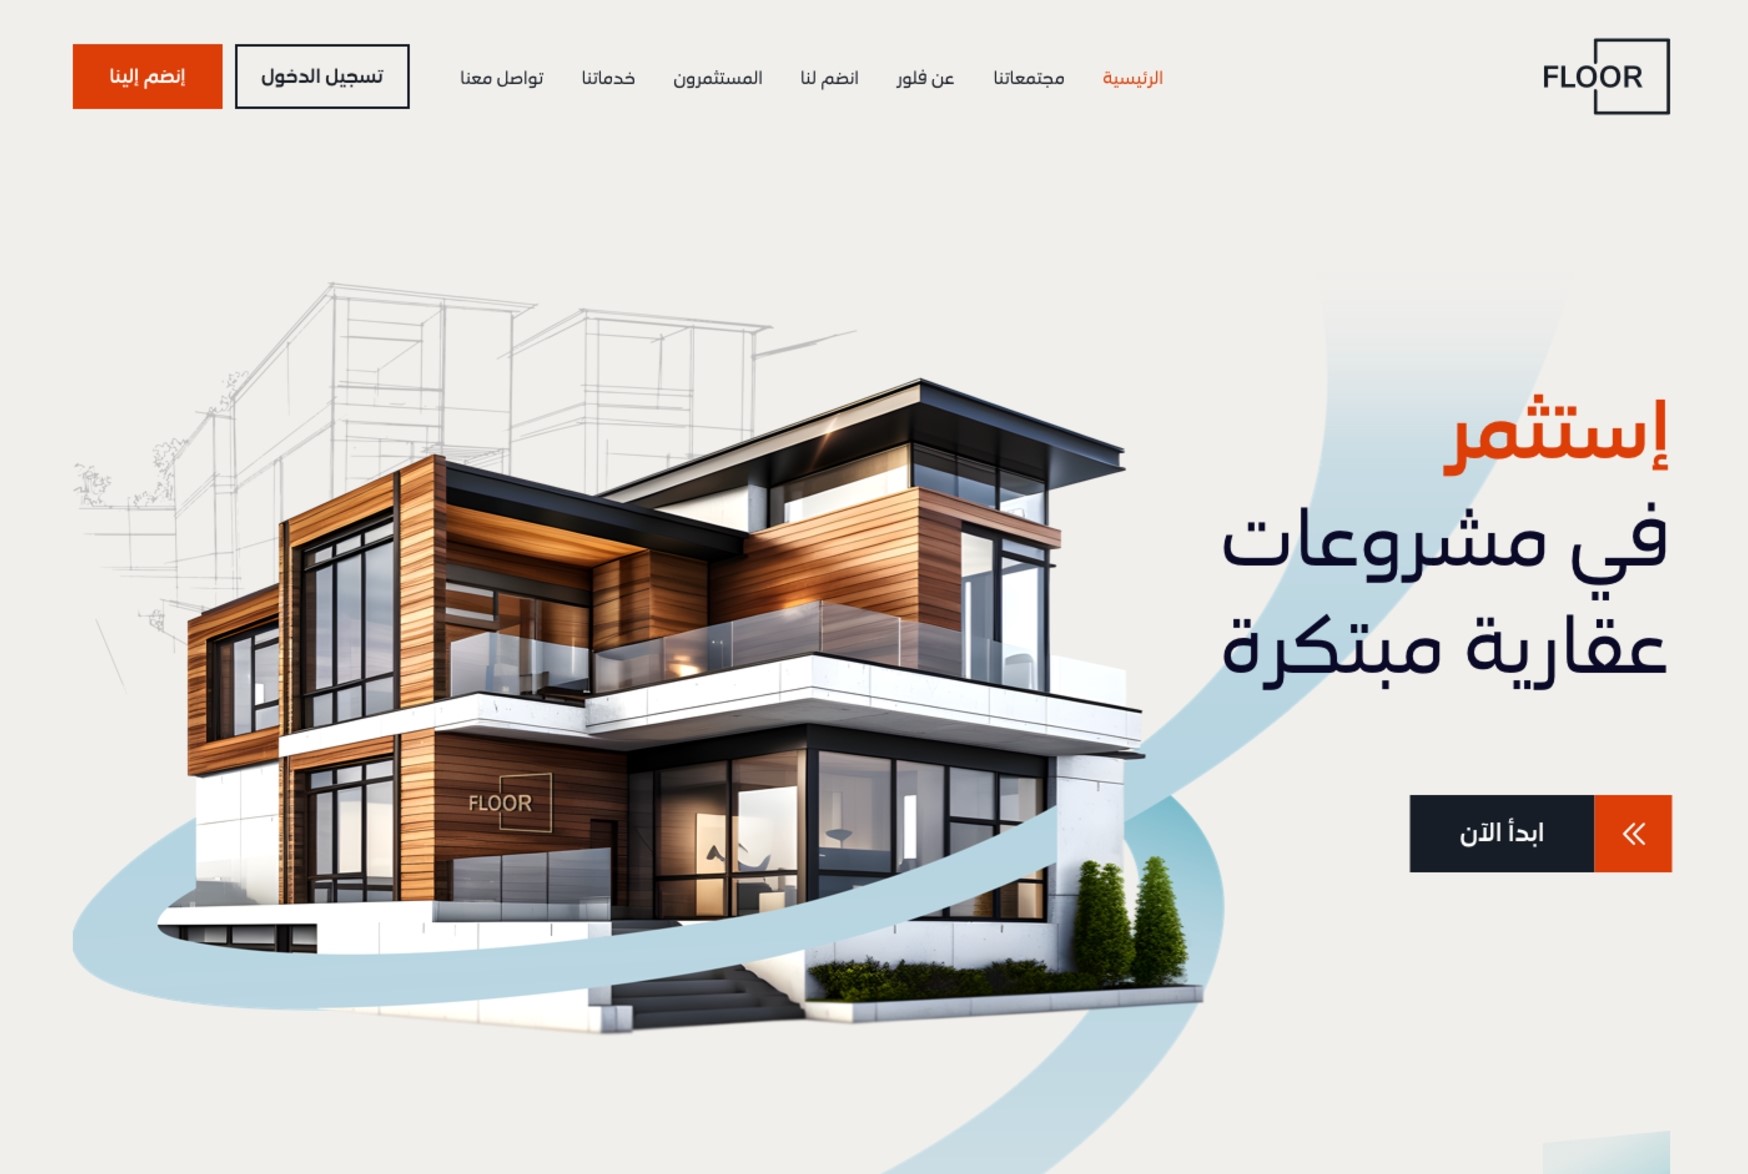 FLOOR
الرئيسية
مجتمعاتنا
عن فلور
انضم لنا
المستثمرون
خدماتنا
تواصل معنا
تسجيل الدخول
إنضم إلينا
إستثمر
في مشروعات
عقارية مبتكرة
ابدأ الآن
FLOOR